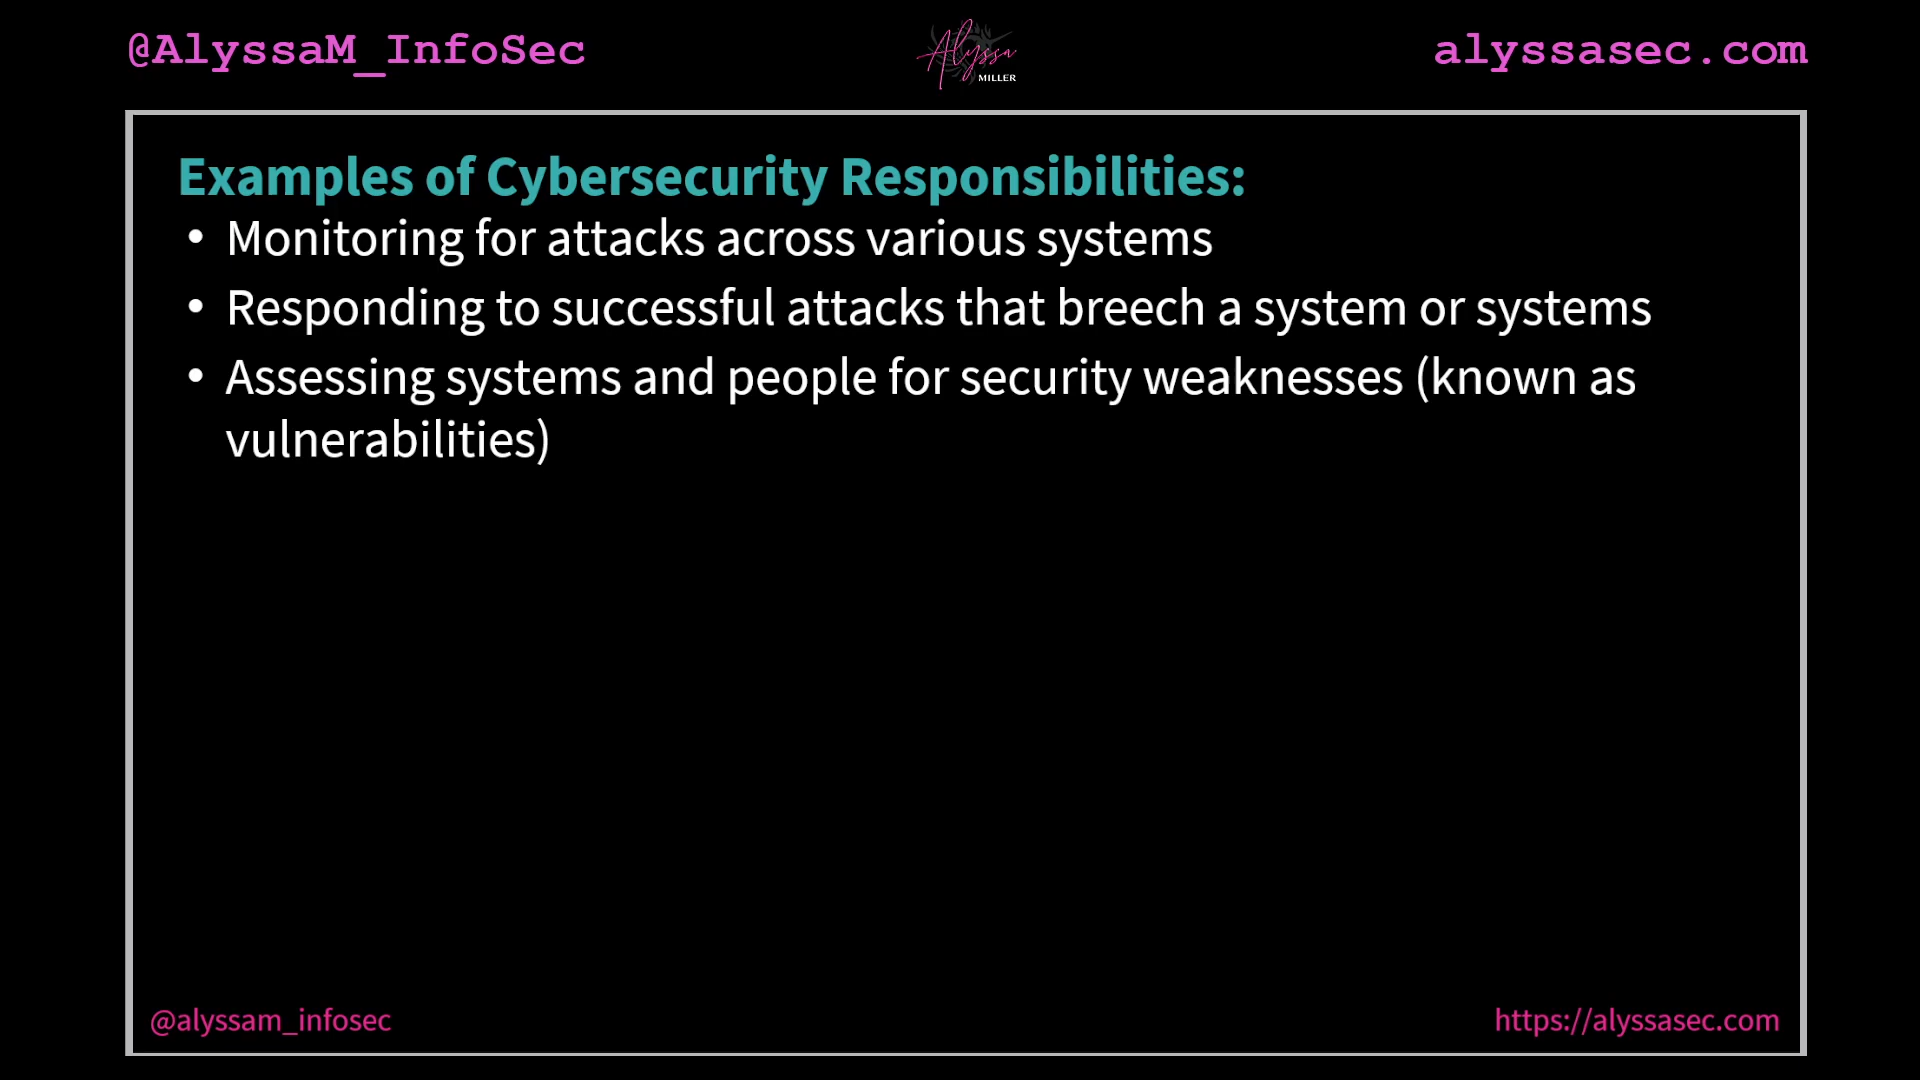 @AlyssaM_InfoSec
Alyssa
MILLER
alyssasec.com
Examples of Cybersecurity Responsibilities:
• Monitoring for attacks across various systems
• Responding to successful attacks that breech a system or systems
• Assessing systems and people for security weaknesses (known as
vulnerabilities)
@alyssam_infosec
https://alyssasec.com